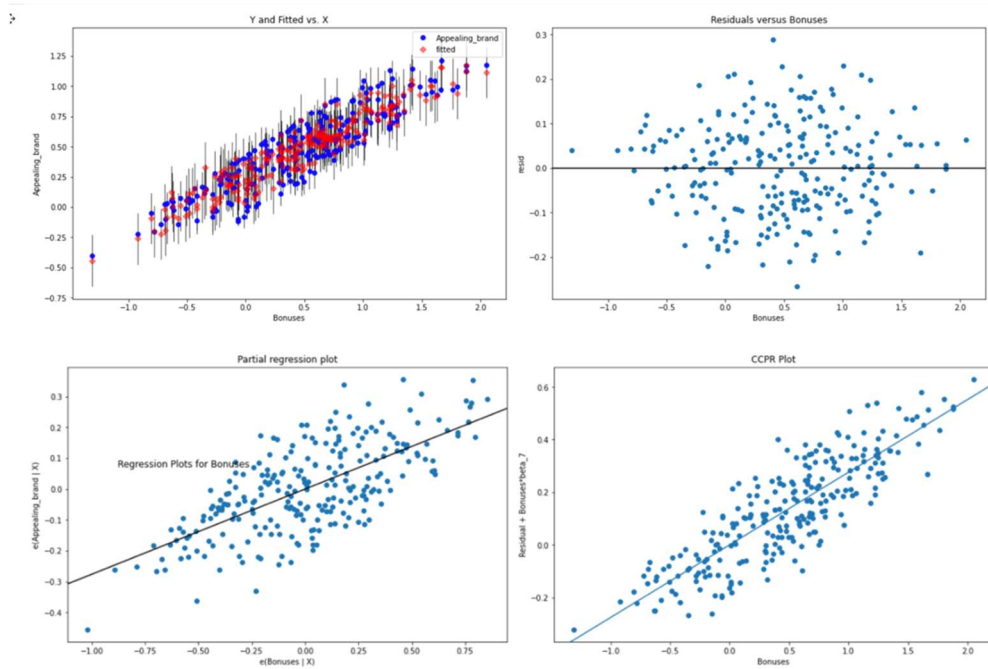 Y and Fitted vs. X
Appealing_brand
fitted
Appealing_brand
1.25
1.00
0.75
0.50
0.25
0.00
−0.25
−0.50
−0.75
−1.0 −0.5 0.0 0.5 1.0 1.5 2.0
Bonuses
Residuals versus Bonuses
resid
0.3
0.2
0.1
0.0
−0.1
−0.2
−1.0 −0.5 0.0 0.5 1.0 1.5 2.0
Bonuses
Partial regression plot
Regression Plots for Bonuses
e(Appealing_brand | X)
0.3
0.2
0.1
0.0
−0.1
−0.2
−0.3
−0.4
−1.00 −0.75 −0.50 −0.25 0.00 0.25 0.50 0.75
e(Bonuses | X)
CCPR Plot
Residual + Bonuses*beta_7
0.6
0.4
0.2
0.0
−0.2
−1.0 −0.5 0.0 0.5 1.0 1.5 2.0
Bonuses